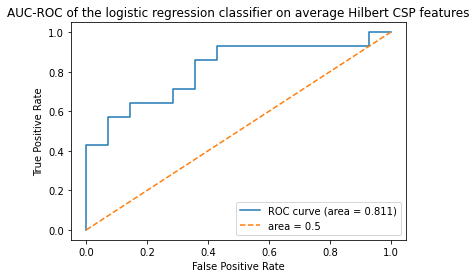 AUC-ROC of the logistic regression classifier on average Hilbert CSP features
1.0
0.8
0.6
0.4
0.2
0.0
True Positive Rate
ROC curve (area = 0.811)
area = 0.5
0.0 0.2 0.4 0.6 0.8 1.0
False Positive Rate